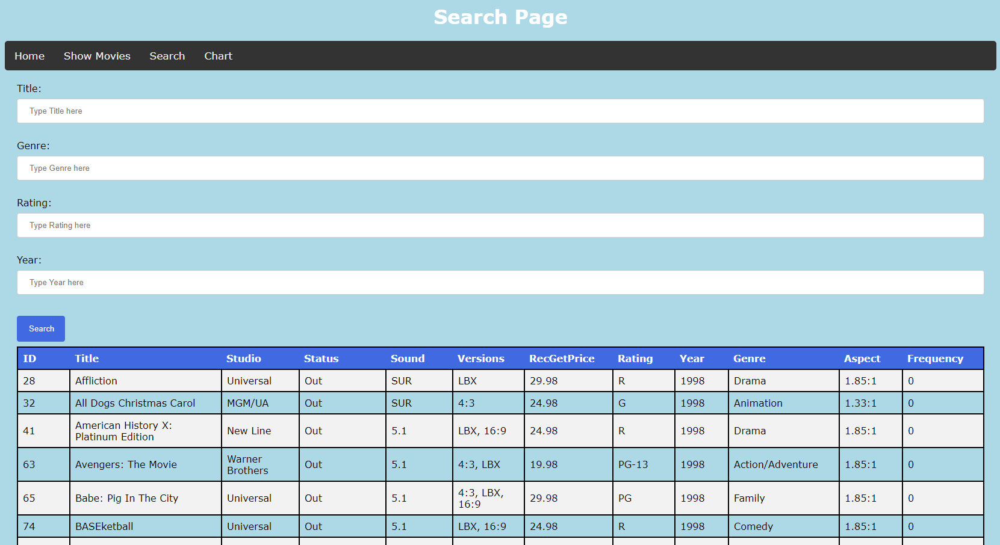 Search Page
Home Show Movies Search Chart
Title:
Type Title here
Genre:
Type Genre here
Rating:
Type Rating here
Year:
Type Year here
Search
ID Title Studio Status Sound Versions RecGetPrice Rating Year Genre Aspect Frequency
28 Affliction Universal Out SUR LBX 29.98 R 1998 Drama 1.85:1 0
32 All Dogs Christmas Carol MGM/UA Out SUR 4:3 24.98 G 1998 Animation 1.33:1 0
41 American History X: Platinum Edition New Line Out 5.1 LBX, 16:9 24.98 R 1998 Drama 1.85:1 0
63 Avengers: The Movie Warner Brothers Out 5.1 4:3, LBX 19.98 PG-13 1998 Action/Adventure 1.85:1 0
65 Babe: Pig In The City Universal Out 5.1 4:3, LBX, 16:9 29.98 PG 1998 Family 1.85:1 0
74 BASEketball Universal Out 5.1 LBX, 16:9 24.98 R 1998 Comedy 1.85:1 0